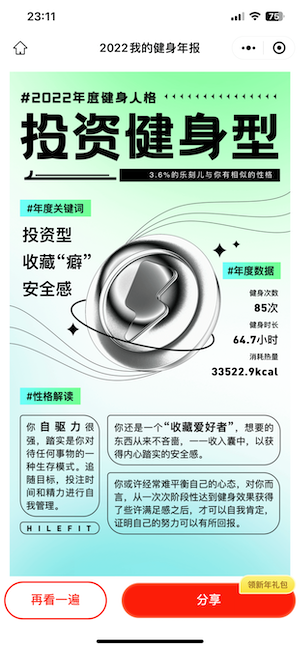 23:11
75
2022我的健身年报
#2022年度健身人格
投资健身型
3.6%的乐刻儿与你有相似的性格
#年度关键词
投资型
收藏“癖”
安全感
#年度数据
健身次数
85次
健身时长
64.7小时
消耗热量
33522.9kcal
#性格解读
你自驱力很
强，踏实是你对
待任何事物的一
种生存模式。追
随目标，投注时
间和精力进行自
我管理。
HILEFIT
你还是一个“收藏爱好者”，想要的
东西从来不吝啬，一一收入囊中，以获
得内心踏实的安全感。
你或许经常难平衡自己的心态，对你而
言，从一次次阶段性达到健身效果获得
了些许满足感之后，才可以自我肯定，
证明自己的努力可以有所回报。
领新年礼包
再看一遍
分享